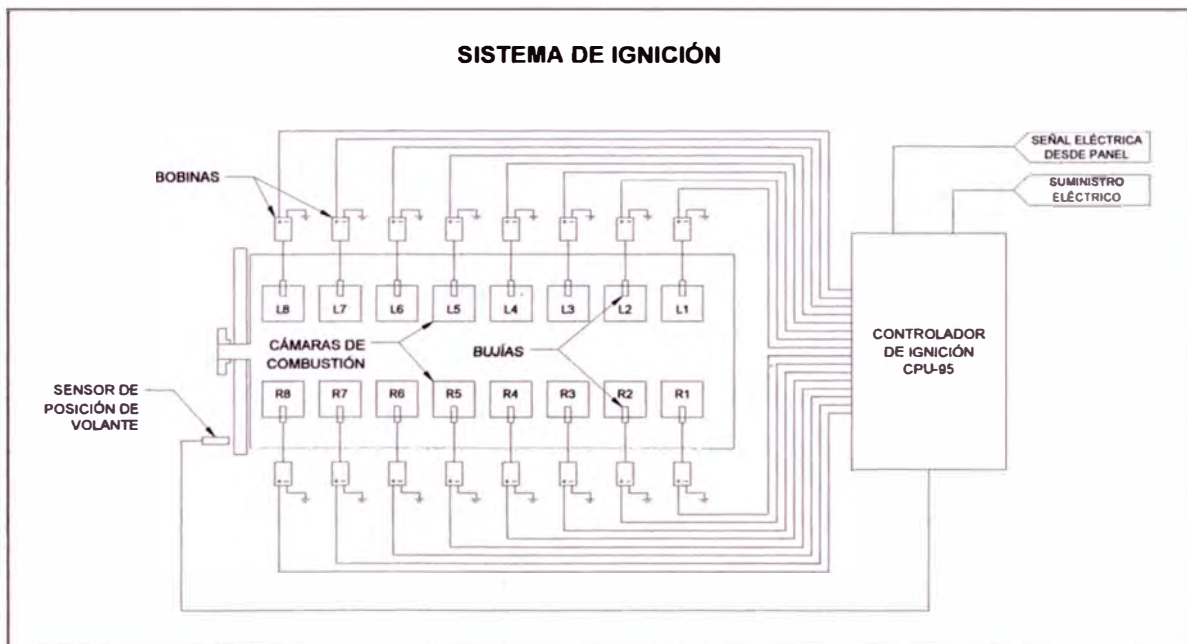 SISTEMA DE IGNICIÓN
SEÑAL ELÉCTRICA
DESDE PANEL
SUMINISTRO
ELÉCTRICO
BOBINAS
L8 L7 L6 L5 L4 L3 L2 L1
CÁMARAS DE
COMBUSTIÓN
BUJÍAS
CONTROLADOR
DE IGNICIÓN
CPU-95
R8 R7 R6 R5 R4 R3 R2 R1
SENSOR DE
POSICIÓN DE
VOLANTE